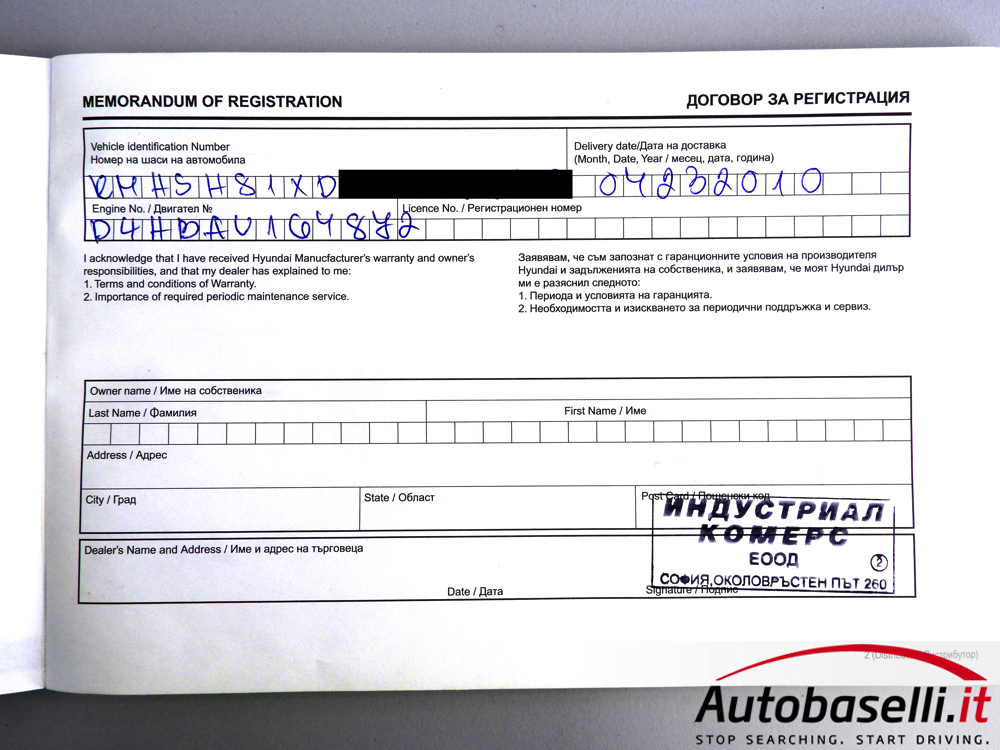 MEMORANDUM OF REGISTRATION
ДОГОВОР ЗА РЕГИСТРАЦИЯ
Vehicle identification Number
Номер на шаси на автомобила
Delivery date/Дата на доставка
(Month, Date, Year / месец, дата, година)
KMHSH81XD
04232010
Engine No. / Двигател №
Licence No. / Регистрационен номер
D4HBAU164872
I acknowledge that I have received Hyundai Manucfacturer's warranty and owner's
responsibilities, and that my dealer has explained to me:
1. Terms and conditions of Warranty.
2. Importance of required periodic maintenance service.
Заявявам, че съм запознат с гаранционните условия на производителя
Hyundai и задълженията на собственика, и заявявам, че моят Hyundai дилър
ми е разяснил следното:
1. Периода и условията на гаранцията.
2. Необходимостта и изискването за периодични поддръжка и сервиз.
Owner name / Име на собственика
Last Name / Фамилия
First Name / Име
Address / Адрес
City / Град
State / Област
Post Card / Пощенски код
ИНДУСТРИАЛ
КОМЕРС
ЕООД
2
СОФИЯ,ОКОЛОВРЪСТЕН ПЪТ 260
Dealer's Name and Address / Име и адрес на търговеца
Date / Дата
Signature / Подпис
Autobaselli.it
STOP SEARCHING. START DRIVING.